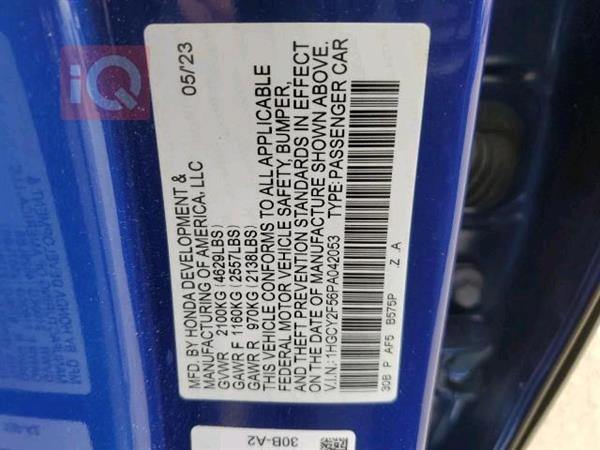 iQ
MFD. BY HONDA DEVELOPMENT &
MANUFACTURING OF AMERICA, LLC
05/23
GVWR 2100KG (4629LBS)
GAWR F 1160KG (2557LBS)
GAWR R 970KG (2138LBS)
THIS VEHICLE CONFORMS TO ALL APPLICABLE
FEDERAL MOTOR VEHICLE SAFETY, BUMPER,
AND THEFT PREVENTION STANDARDS IN EFFECT
ON THE DATE OF MANUFACTURE SHOWN ABOVE.
V.I.N.:1HGCY2F56PA042053 TYPE:PASSENGER CAR
30B P AF5 B575P .Z A
30B-A2